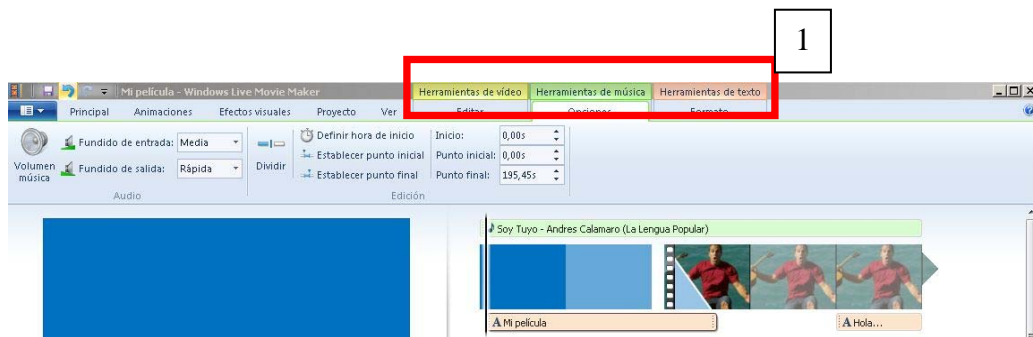 1
Mi película - Windows Live Movie Maker
Herramientas de vídeo Herramientas de música Herramientas de texto
Principal Animaciones Efectos visuales Proyecto Ver Editar Opciones Formato
Fundido de entrada: Media
Fundido de salida: Rápida
Volumen música
Audio
Dividir
Definir hora de inicio
Establecer punto inicial
Establecer punto final
Inicio: 0,00s
Punto inicial: 0,00s
Punto final: 195,45s
Edición
Soy Tuyo - Andres Calamaro (La Lengua Popular)
A Mi película
A Hola...